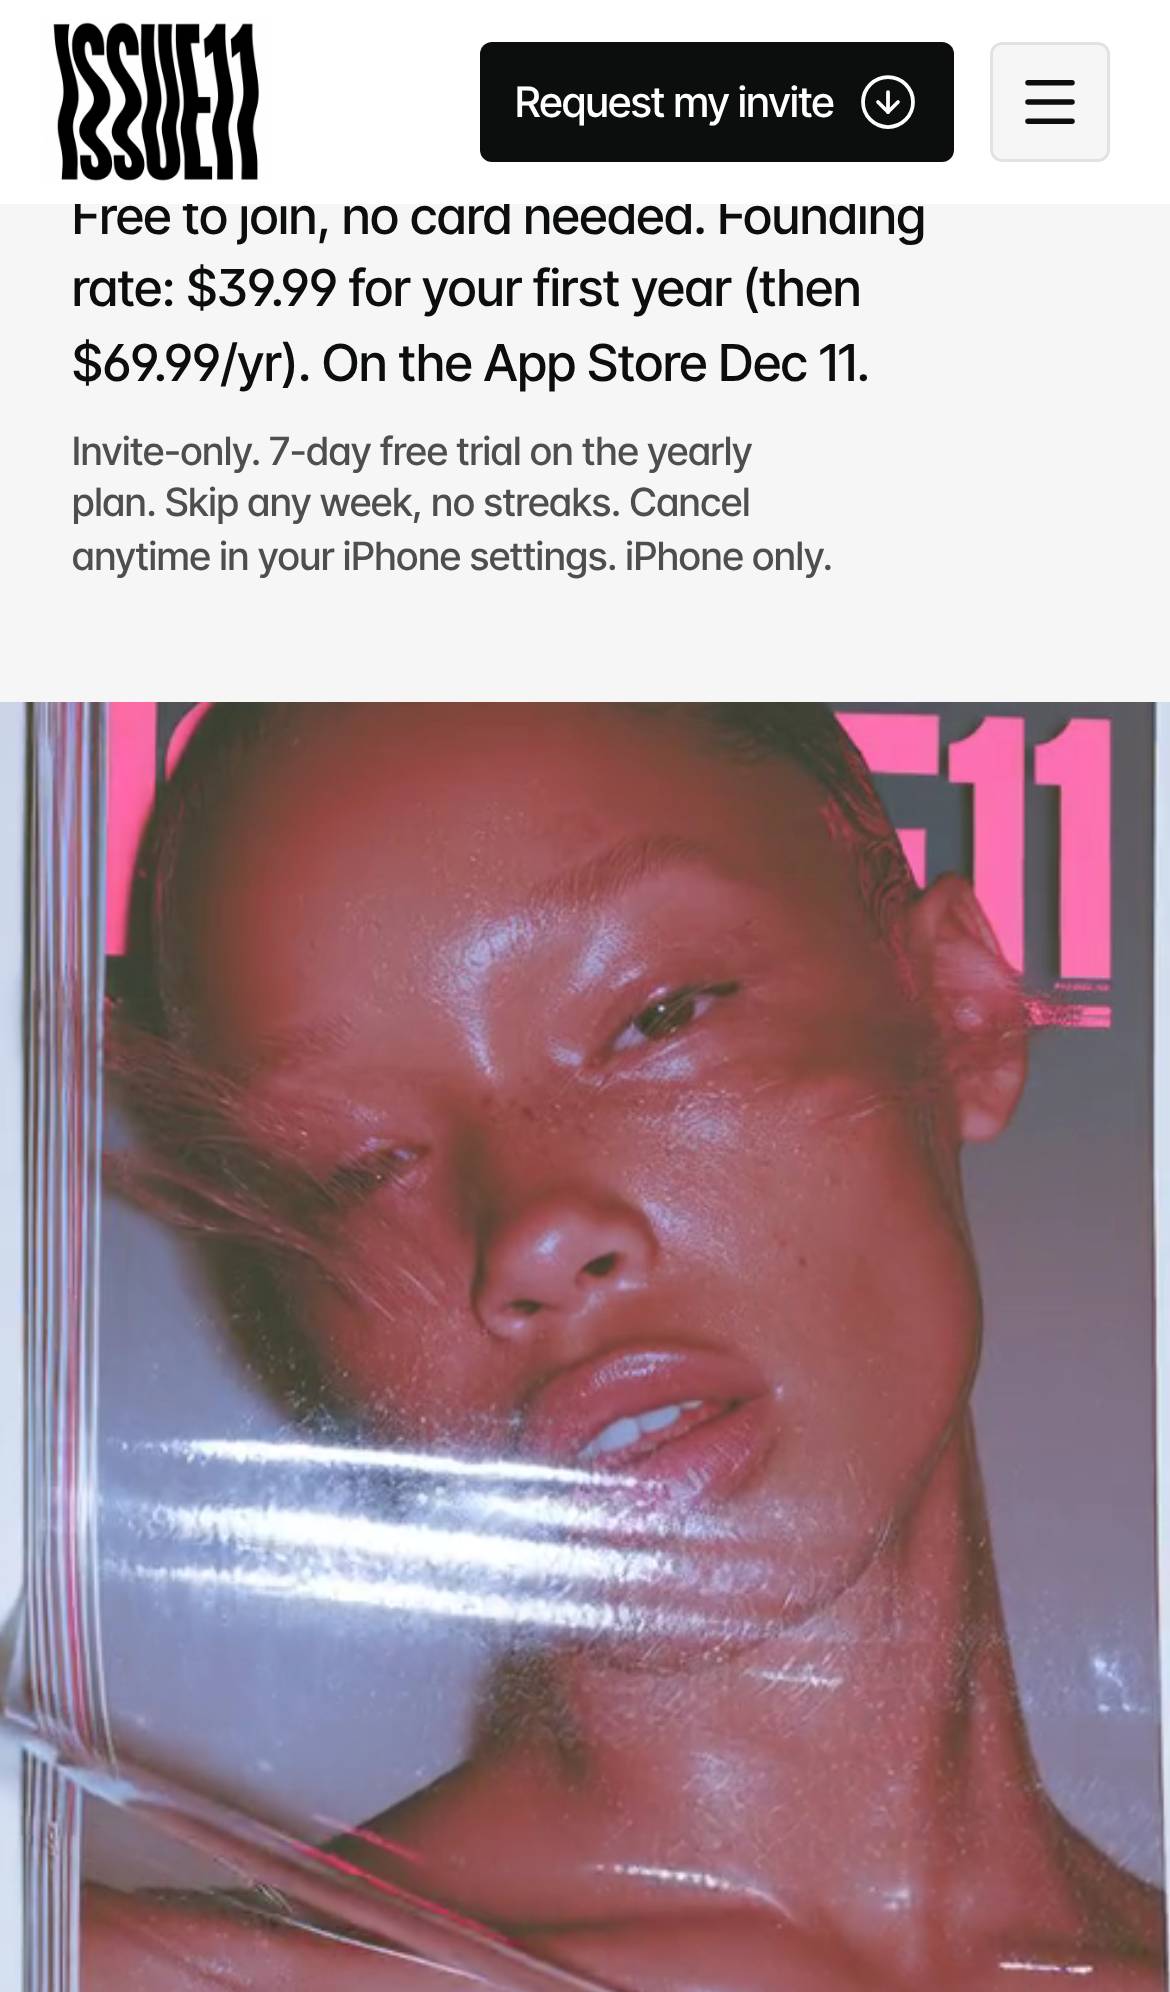 ISSUE11
Request my invite
Free to join, no card needed. Founding
rate: $39.99 for your first year (then
$69.99/yr). On the App Store Dec 11.
Invite-only. 7-day free trial on the yearly
plan. Skip any week, no streaks. Cancel
anytime in your iPhone settings. iPhone only.
E11